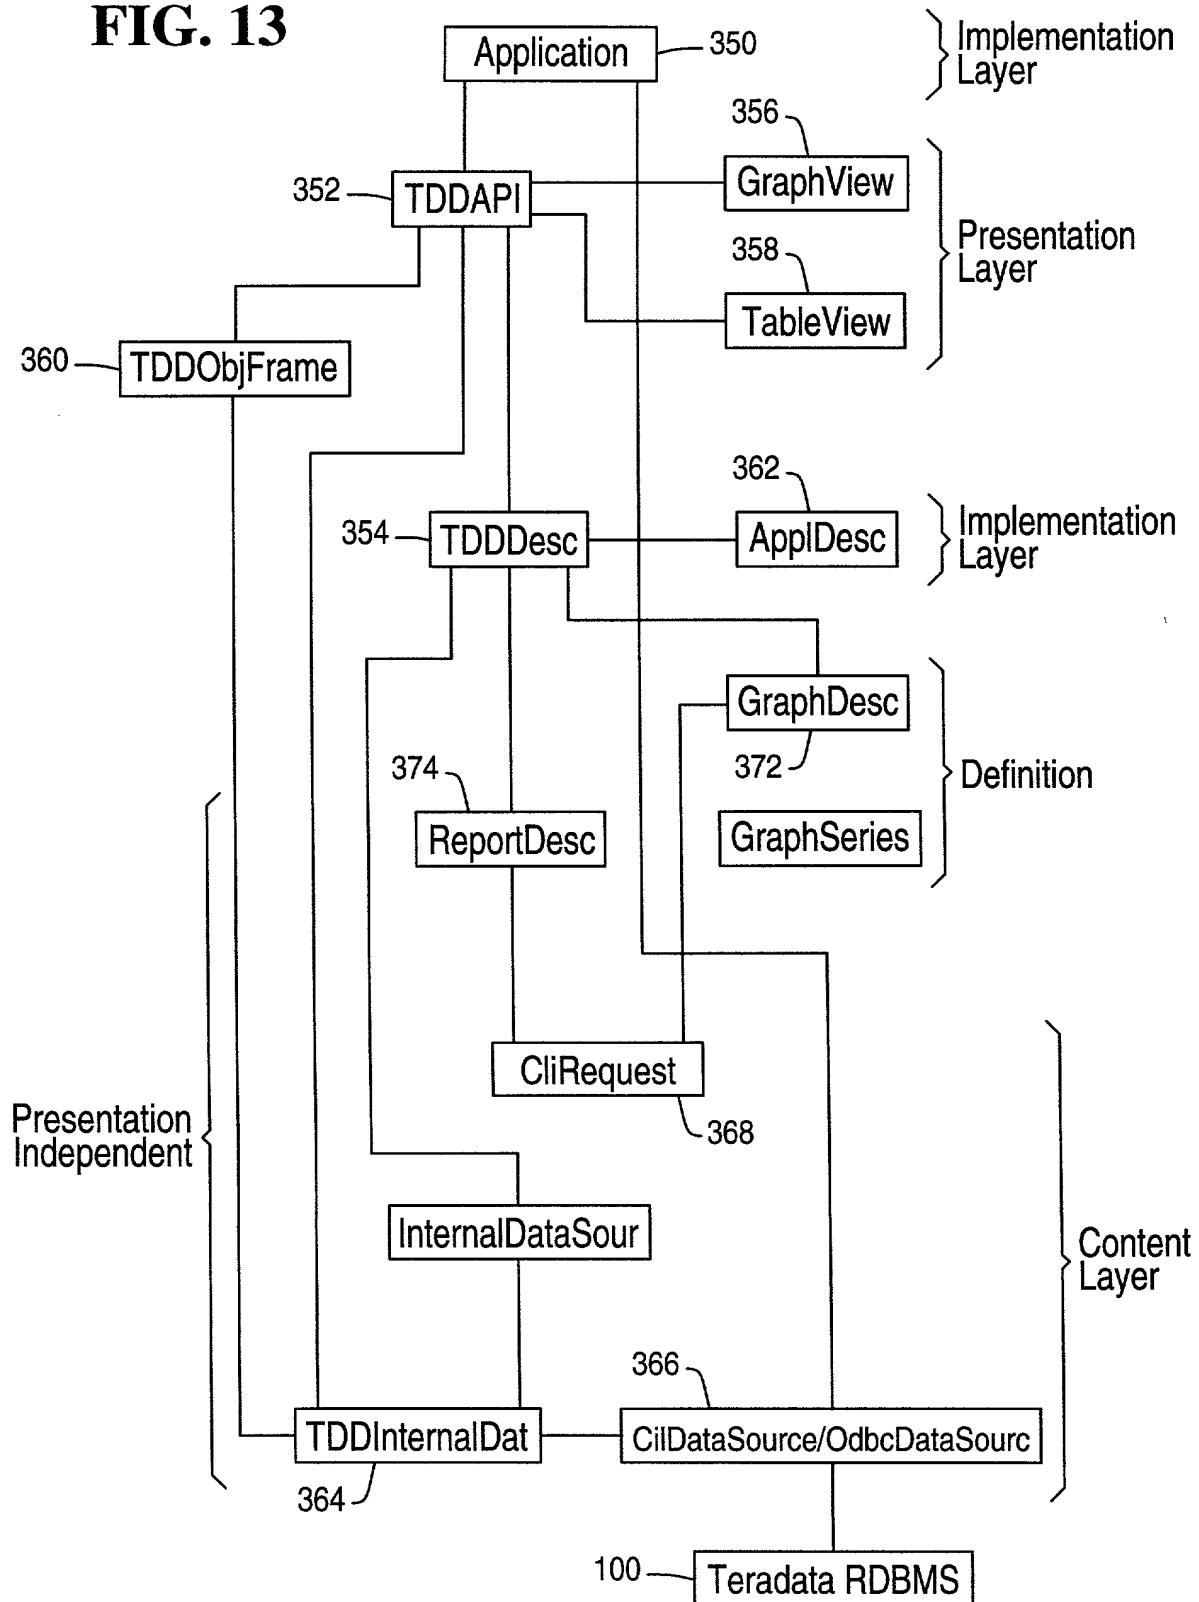 FIG. 13
Application
350
Implementation
Layer
356
352
TDDAPI
GraphView
358
Presentation
Layer
TableView
360
TDDObjFrame
362
354
TDDDesc
ApplDesc
Implementation
Layer
GraphDesc
372
374
Definition
ReportDesc
GraphSeries
CliRequest
368
Presentation
Independent
InternalDataSour
Content
Layer
366
TDDInternalDat
CilDataSource/OdbcDataSourc
364
100
Teradata RDBMS